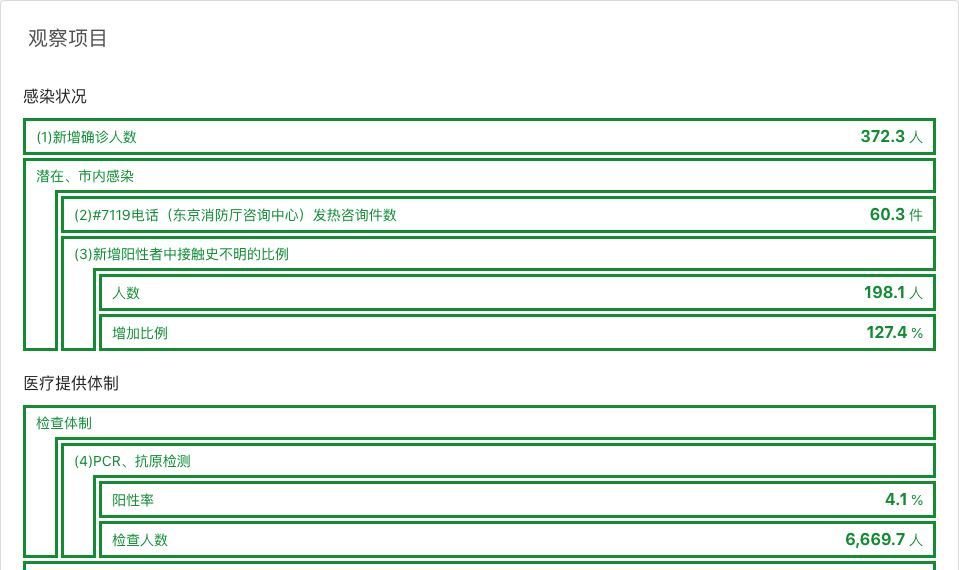 观察项目
感染状况
(1)新增确诊人数 372.3 人
潜在、市内感染
(2)#7119电话（东京消防厅咨询中心）发热咨询件数 60.3 件
(3)新增阳性者中接触史不明的比例
人数 198.1 人
增加比例 127.4 %
医疗提供体制
检查体制
(4)PCR、抗原检测
阳性率 4.1 %
检查人数 6,669.7 人